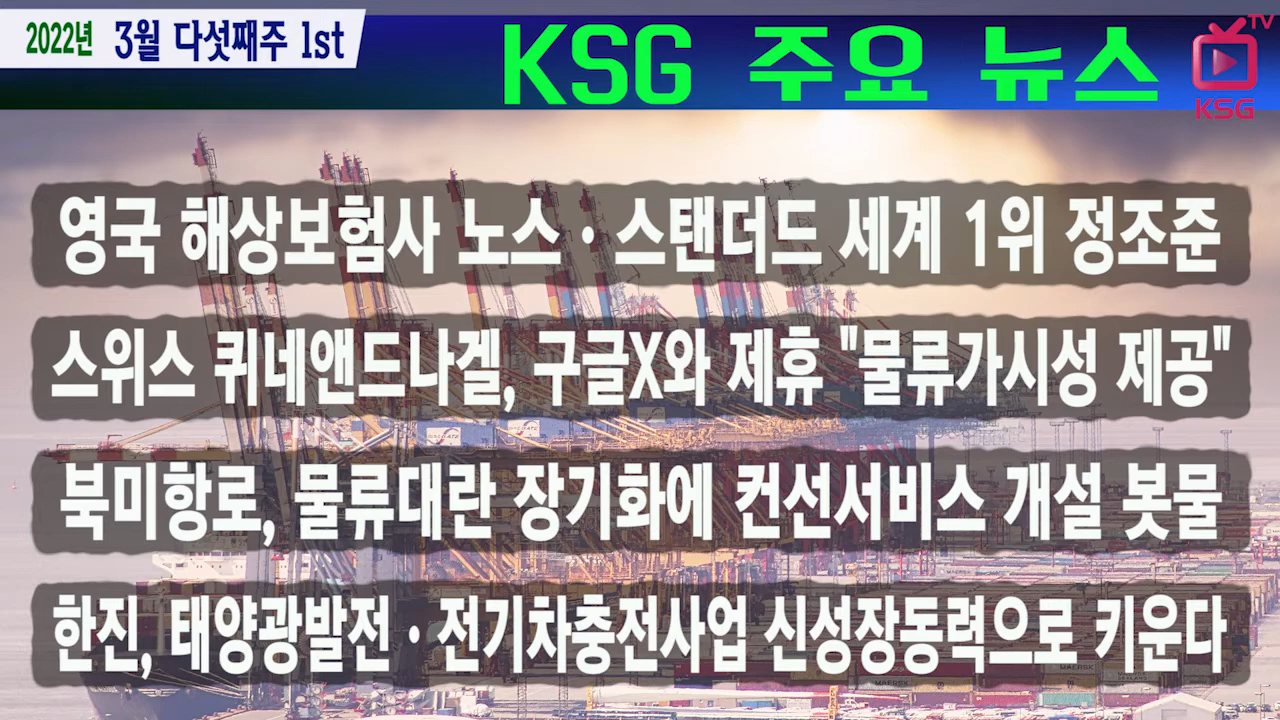 2022년 3월 다섯째주 1st
KSG 주요 뉴스
TV
KSG
영국 해상보험사 노스·스탠더드 세계 1위 정조준
스위스 퀴네앤드나겔, 구글X와 제휴 "물류가시성 제공"
북미항로, 물류대란 장기화에 컨선서비스 개설 봇물
한진, 태양광발전·전기차충전사업 신성장동력으로 키운다
MAERSK